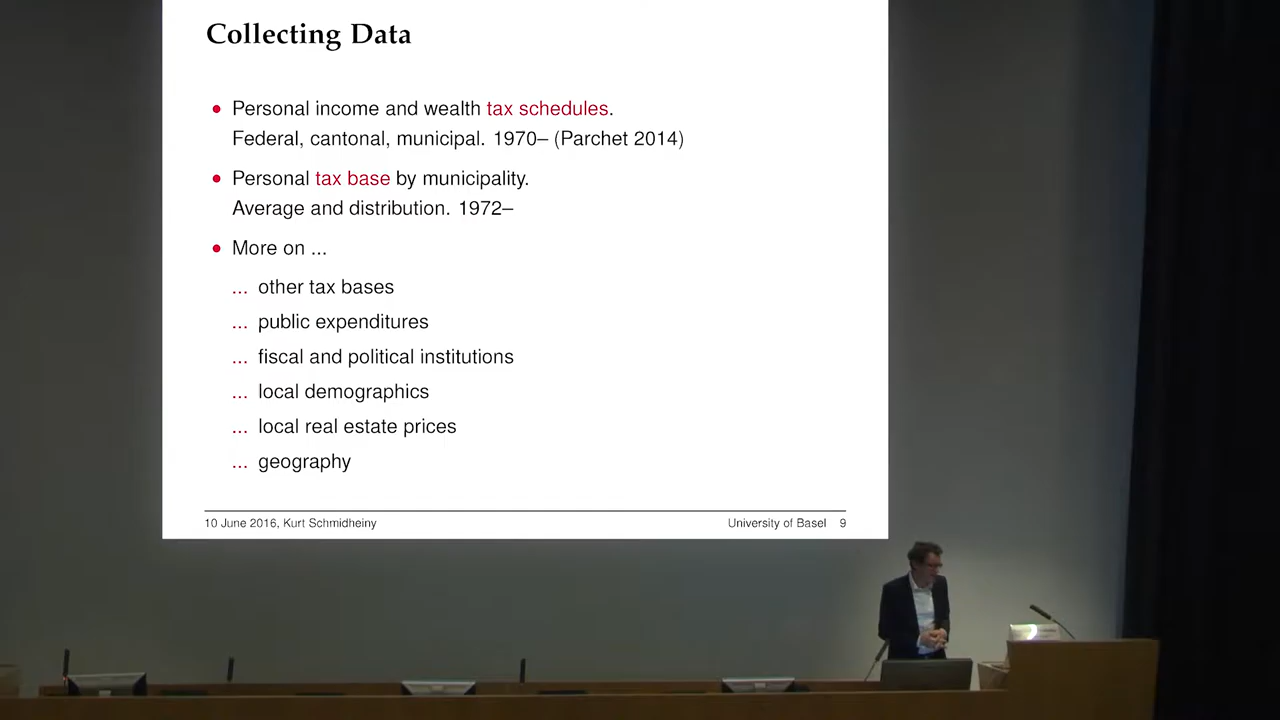 Collecting Data
• Personal income and wealth tax schedules.
Federal, cantonal, municipal. 1970– (Parchet 2014)
• Personal tax base by municipality.
Average and distribution. 1972–
• More on ...
... other tax bases
... public expenditures
... fiscal and political institutions
... local demographics
... local real estate prices
... geography
10 June 2016, Kurt Schmidheiny
University of Basel 9